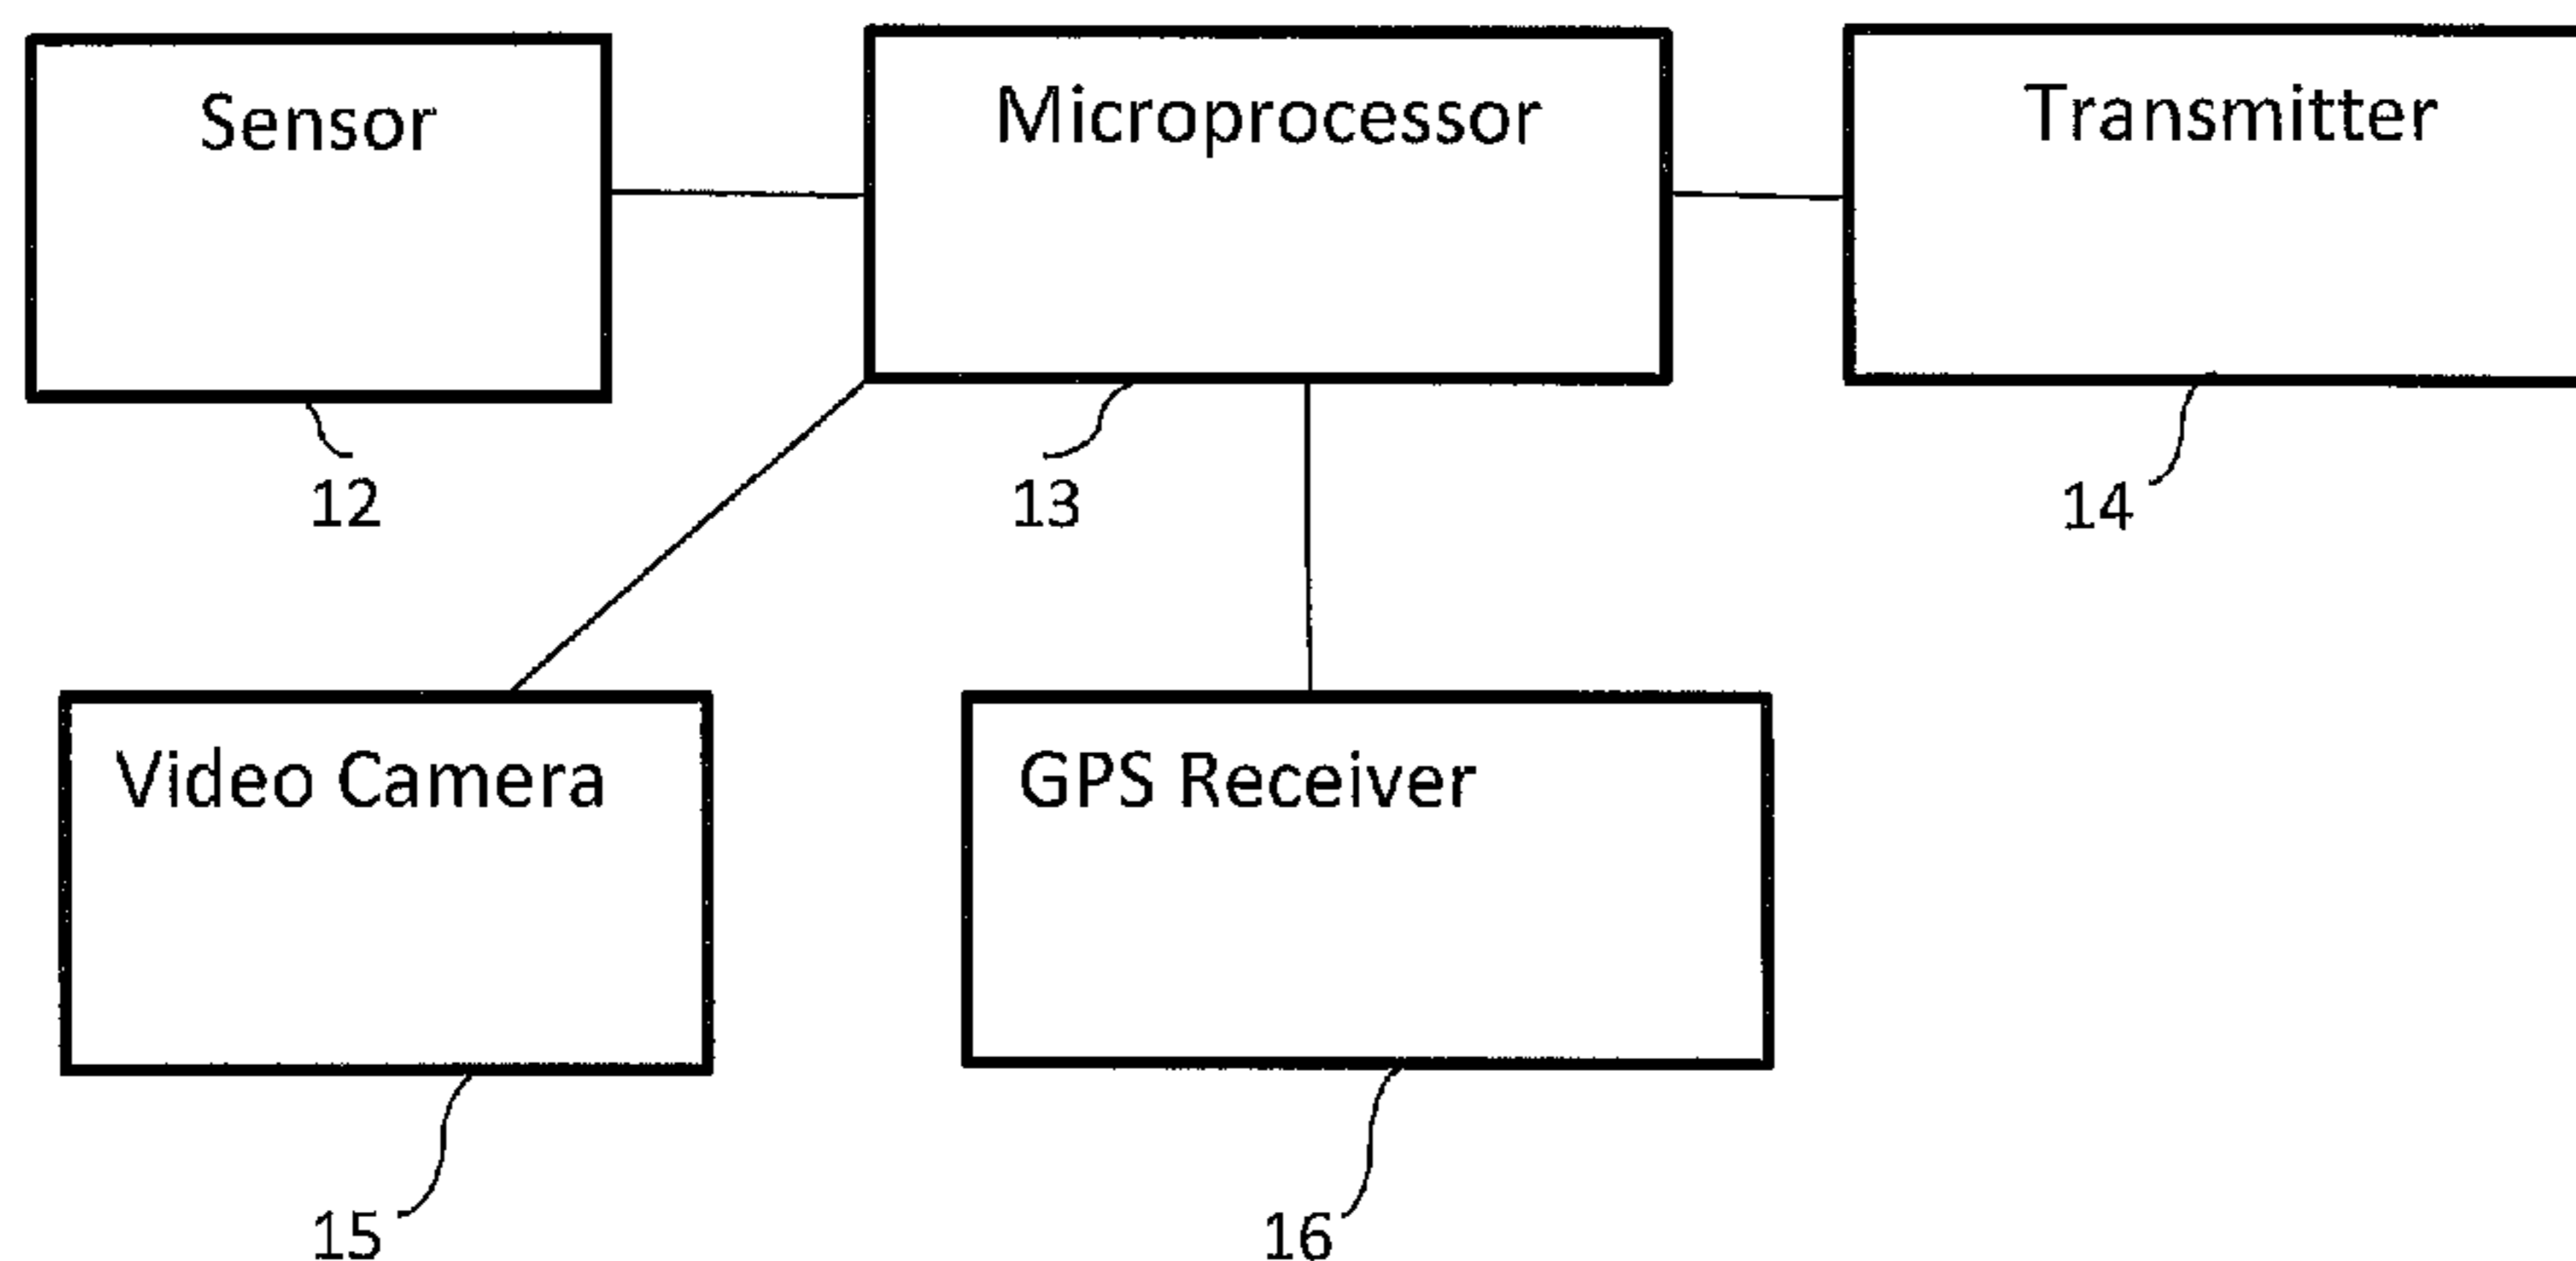 Sensor
Microprocessor
Transmitter
12
13
14
Video Camera
GPS Receiver
15
16